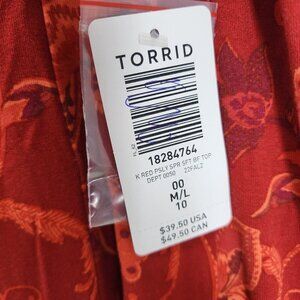 TORRID
18284764
K RED PSLY SPR SFT BF TOP
DEPT 0050 22FAL2
00
M/L
10
$39.50 USA
$49.50 CAN